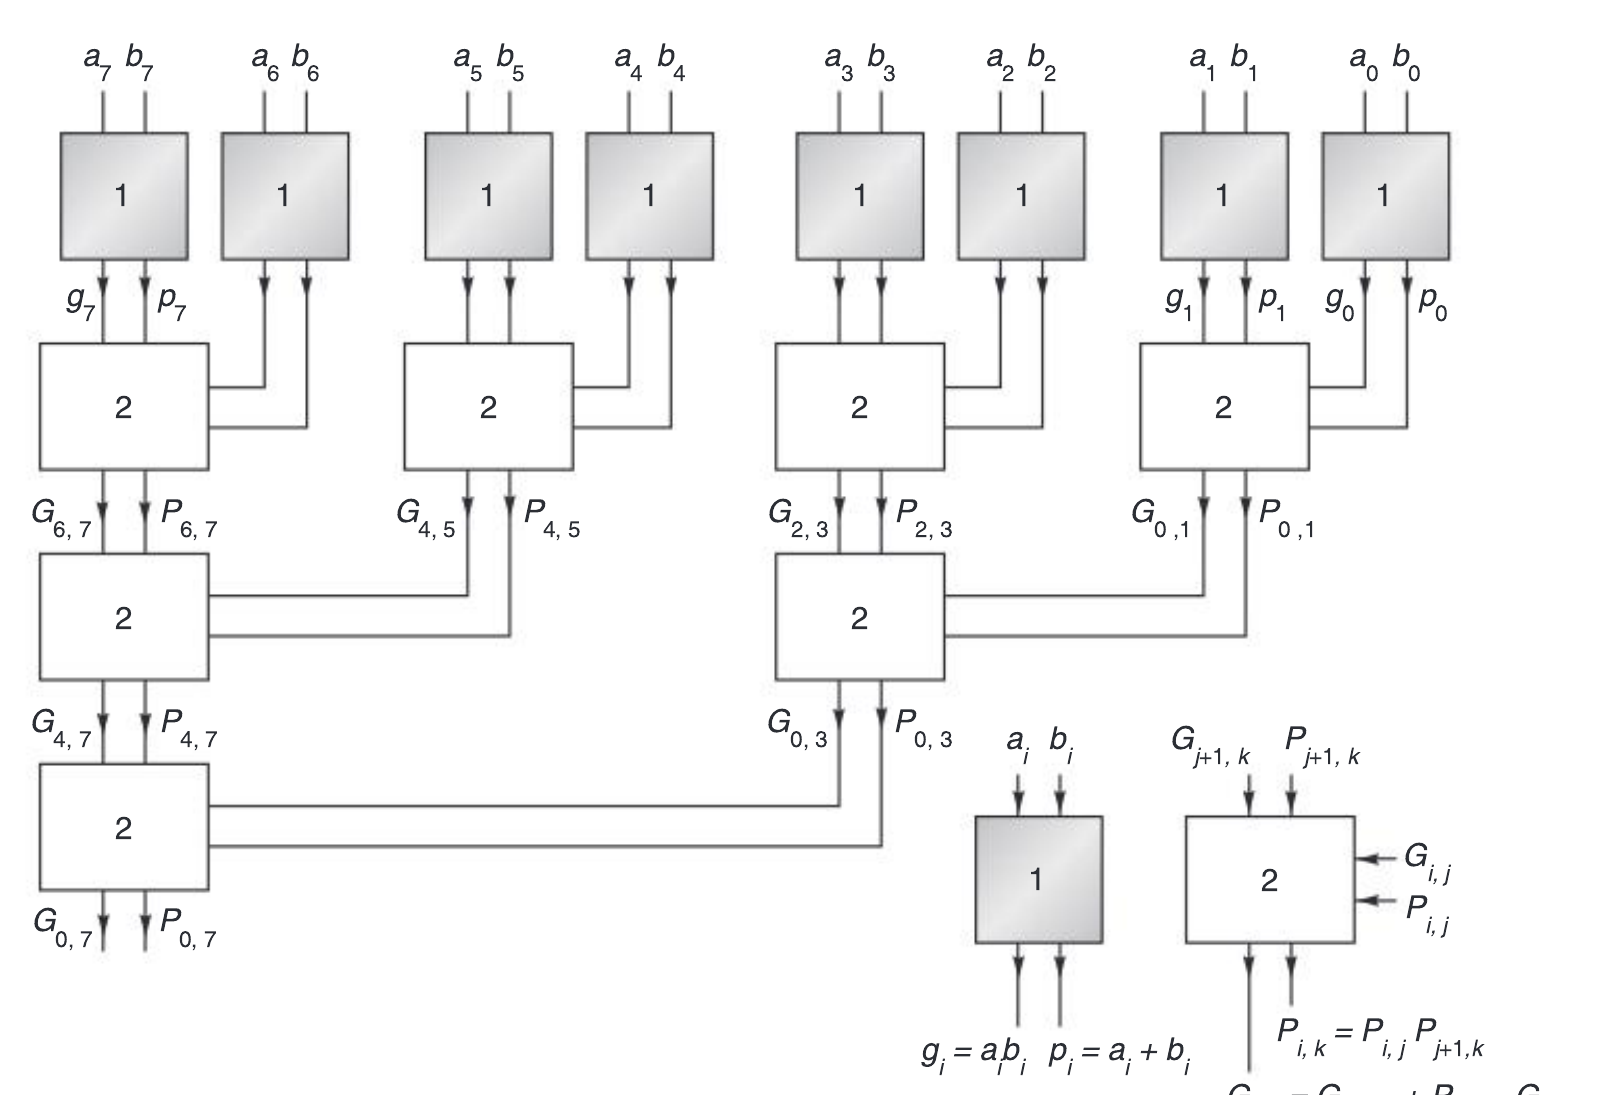 a7 b7 a6 b6 a5 b5 a4 b4 a3 b3 a2 b2 a1 b1 a0 b0
1 1 1 1 1 1 1 1
g7 p7 g1 p1 g0 p0
2 2 2 2
G6, 7 P6, 7 G4, 5 P4, 5 G2, 3 P2, 3 G0 ,1 P0 ,1
2 2
G4, 7 P4, 7 G0, 3 P0, 3
ai bi Gj+1, k Pj+1, k
2
1 2
Gi, j
Pi, j
G0, 7 P0, 7
gi = aibi pi = ai + bi
Pi, k = Pi, j Pj+1,k